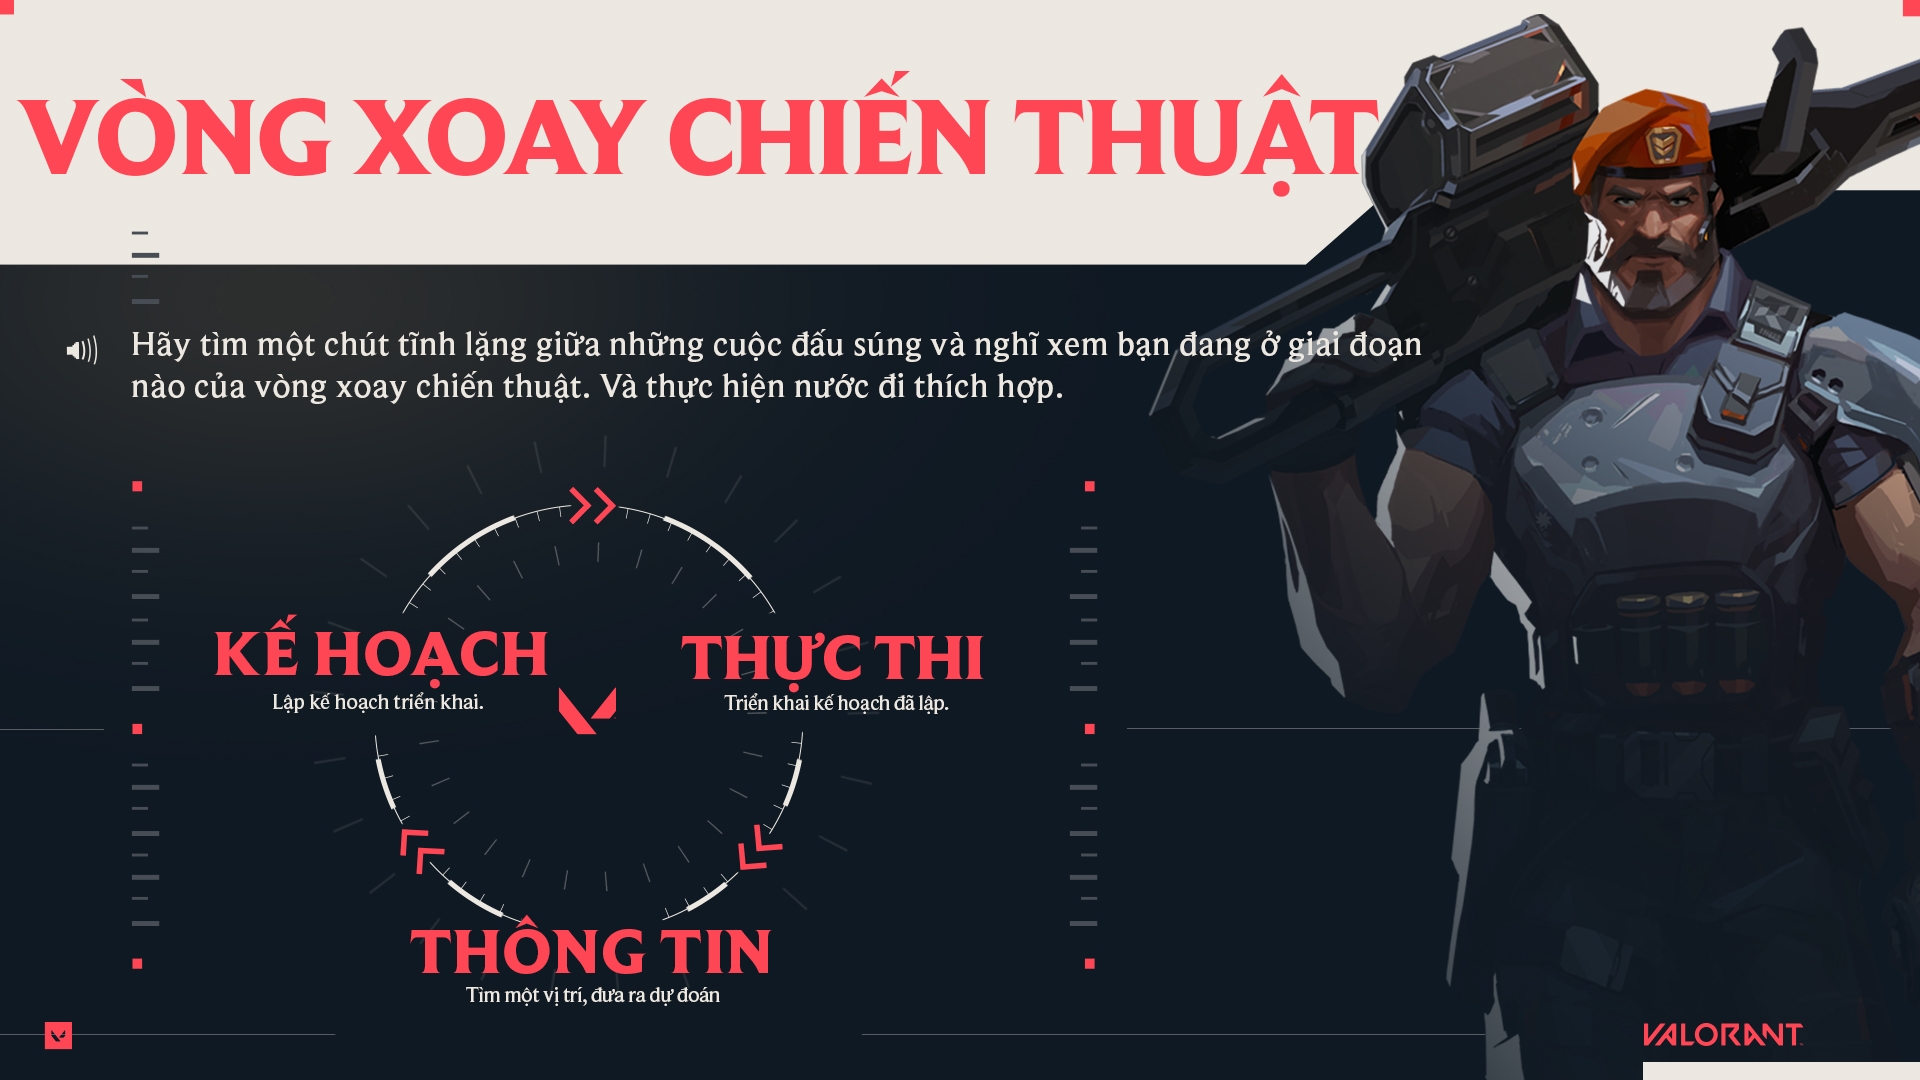 VÒNG XOAY CHIẾN THUẬT
Hãy tìm một chút tĩnh lặng giữa những cuộc đấu súng và nghĩ xem bạn đang ở giai đoạn
nào của vòng xoay chiến thuật. Và thực hiện nước đi thích hợp.
KẾ HOẠCH
Lập kế hoạch triển khai.
THỰC THI
Triển khai kế hoạch đã lập.
THÔNG TIN
Tìm một vị trí, đưa ra dự đoán
VALORANT